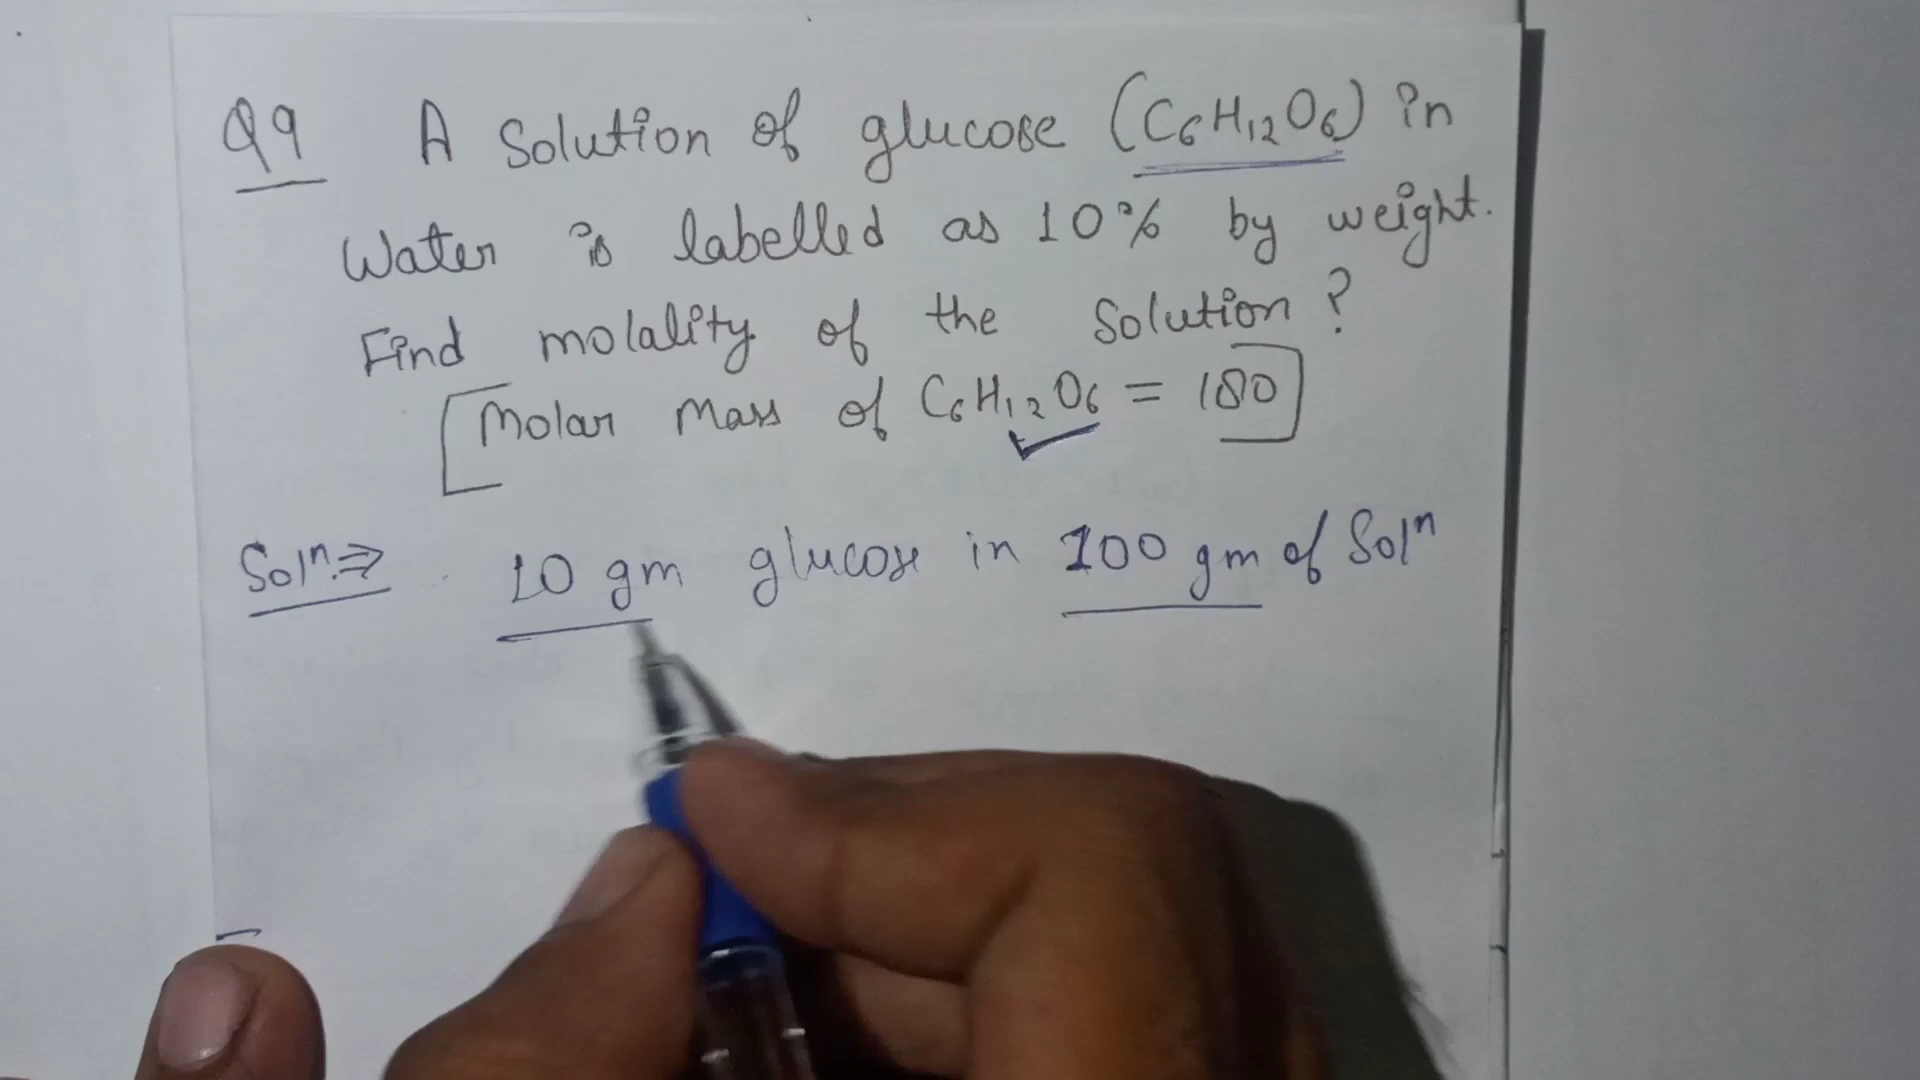 Q9 A Solution of glucose (C6H12O6) in
Water is labelled as 10% by weight.
Find molality of the Solution?
[Molar Mass of C6H12O6 = 180]
Solⁿ.⇒ 10 gm glucose in 100 gm of Solⁿ